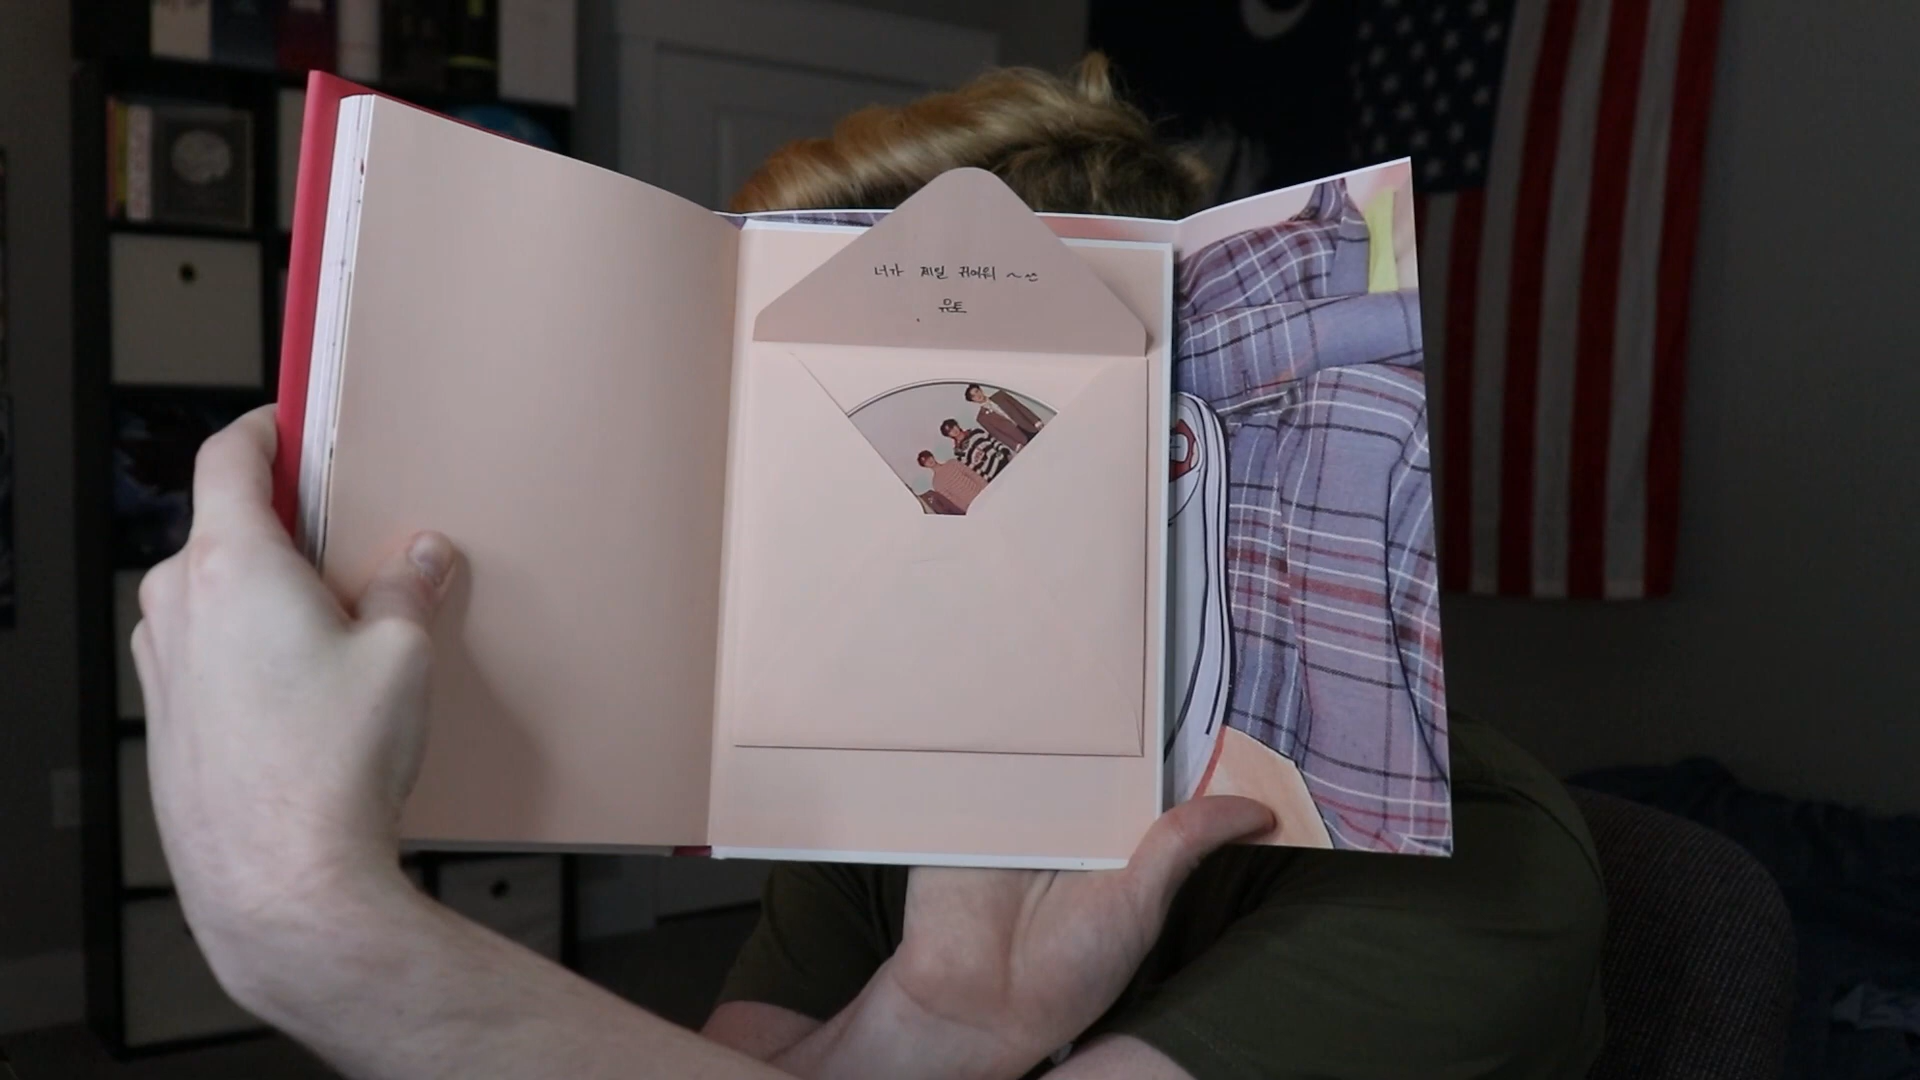 너가 제일 귀여워 ~^^
유토